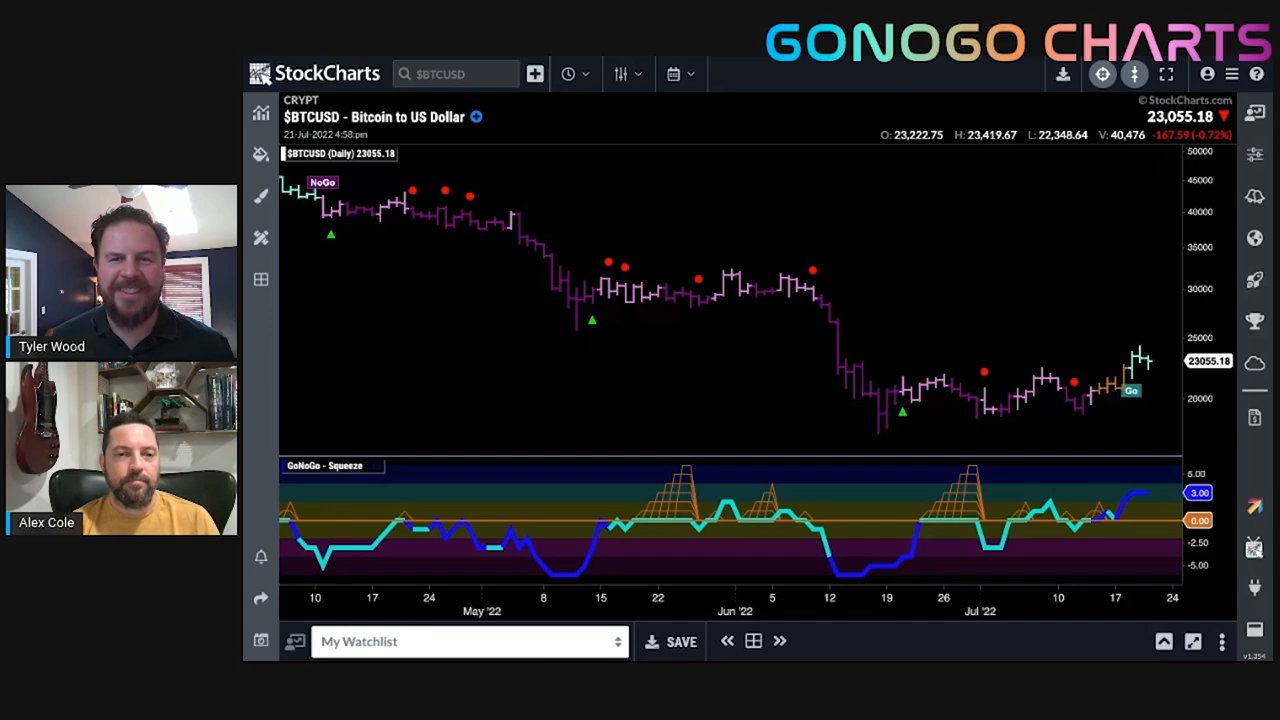 GONOGO CHARTS
StockCharts
$BTCUSD
CRYPT
© StockCharts.com
$BTCUSD - Bitcoin to US Dollar
23,055.18
21-Jul-2022 4:58:pm
O: 23,222.75 H: 23,419.67 L: 22,348.64 V: 40,476 -167.59 (-0.72%)
$BTCUSD (Daily) 23055.18
50000
NoGo
45000
40000
35000
30000
25000
23055.18
Go
20000
Tyler Wood
Alex Cole
GoNoGo - Squeeze
5.00
3.00
0.00
-2.50
-5.00
10 17 24 8 15 22 5 12 19 26 10 17 24
May '22 Jun '22 Jul '22
My Watchlist
SAVE
v1.354